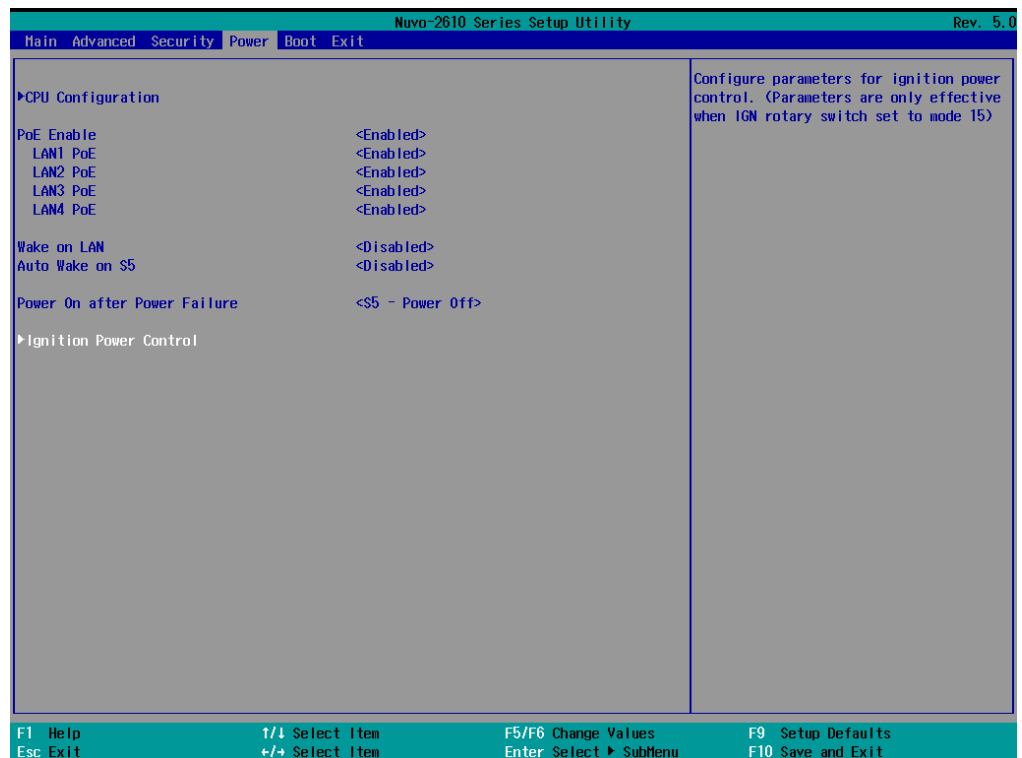 Nuvo-2610 Series Setup Utility Rev. 5.0
Main Advanced Security Power Boot Exit
▶CPU Configuration
PoE Enable <Enabled>
LAN1 PoE <Enabled>
LAN2 PoE <Enabled>
LAN3 PoE <Enabled>
LAN4 PoE <Enabled>
Wake on LAN <Disabled>
Auto Wake on S5 <Disabled>
Power On after Power Failure <S5 - Power Off>
▶Ignition Power Control
Configure parameters for ignition power
control. (Parameters are only effective
when IGN rotary switch set to mode 15)
F1 Help ↑/↓ Select Item F5/F6 Change Values F9 Setup Defaults
Esc Exit ←/→ Select Item Enter Select ▶ SubMenu F10 Save and Exit